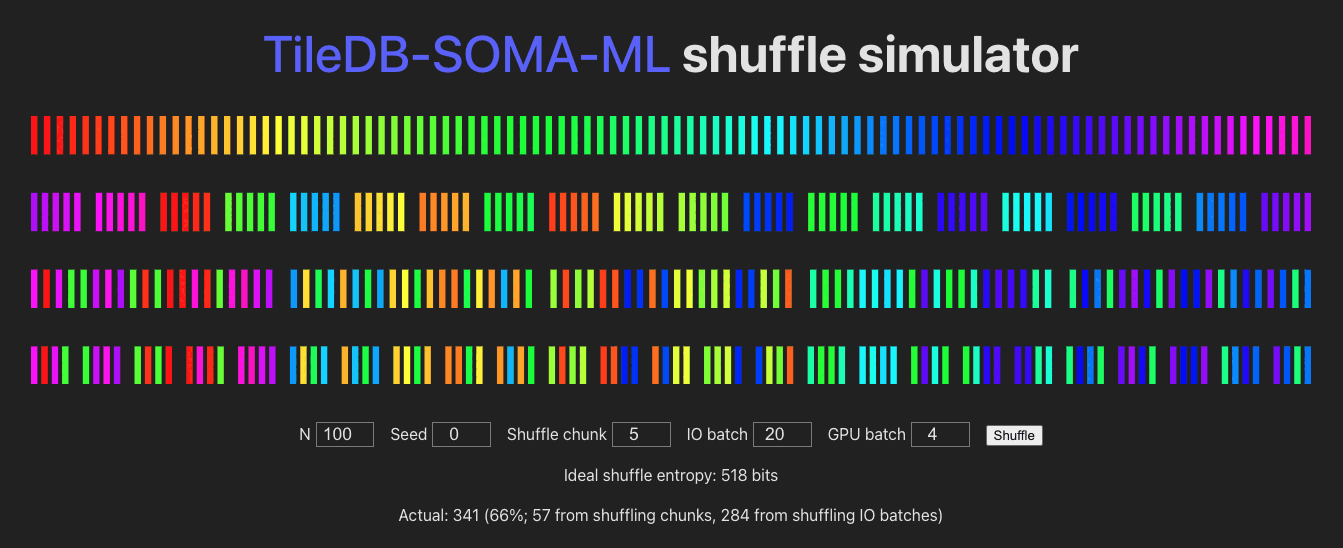 TileDB-SOMA-ML shuffle simulator
N 100 Seed 0 Shuffle chunk 5 IO batch 20 GPU batch 4 Shuffle
Ideal shuffle entropy: 518 bits
Actual: 341 (66%; 57 from shuffling chunks, 284 from shuffling IO batches)